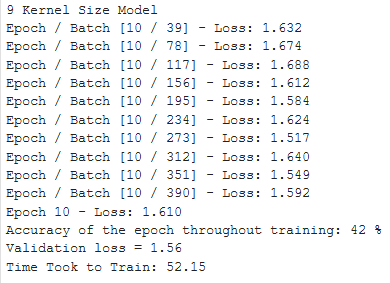 9 Kernel Size Model
Epoch / Batch [10 / 39] - Loss: 1.632
Epoch / Batch [10 / 78] - Loss: 1.674
Epoch / Batch [10 / 117] - Loss: 1.688
Epoch / Batch [10 / 156] - Loss: 1.612
Epoch / Batch [10 / 195] - Loss: 1.584
Epoch / Batch [10 / 234] - Loss: 1.624
Epoch / Batch [10 / 273] - Loss: 1.517
Epoch / Batch [10 / 312] - Loss: 1.640
Epoch / Batch [10 / 351] - Loss: 1.549
Epoch / Batch [10 / 390] - Loss: 1.592
Epoch 10 - Loss: 1.610
Accuracy of the epoch throughout training: 42 %
Validation loss = 1.56
Time Took to Train: 52.15